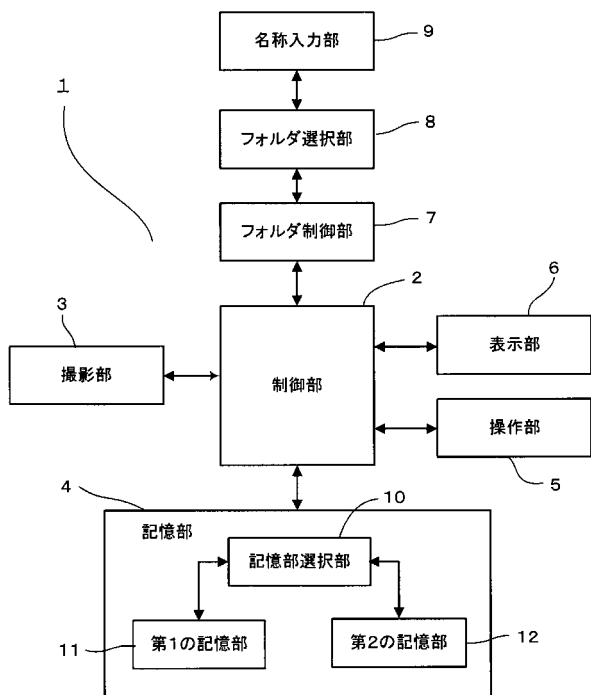 名称入力部
9
1
フォルダ選択部
8
フォルダ制御部
7
2
6
3
撮影部
制御部
表示部
操作部
5
4
10
記憶部
記憶部選択部
第1の記憶部
11
第2の記憶部
12